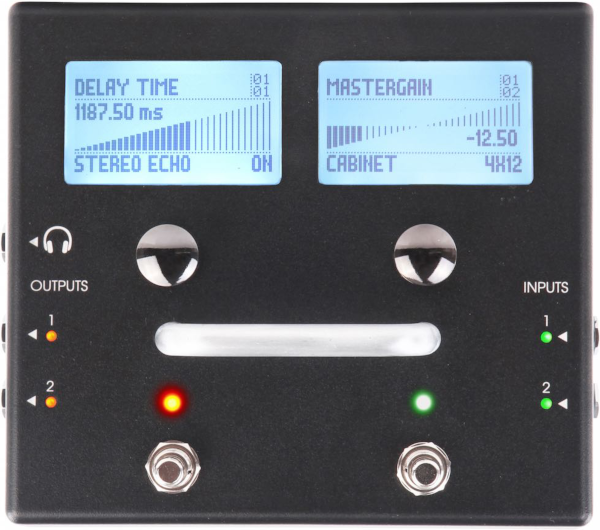 DELAY TIME
01
01
1187.50 ms
STEREO ECHO ON
MASTERGAIN
01
02
-12.50
CABINET 4X12
OUTPUTS
1
2
INPUTS
1
2